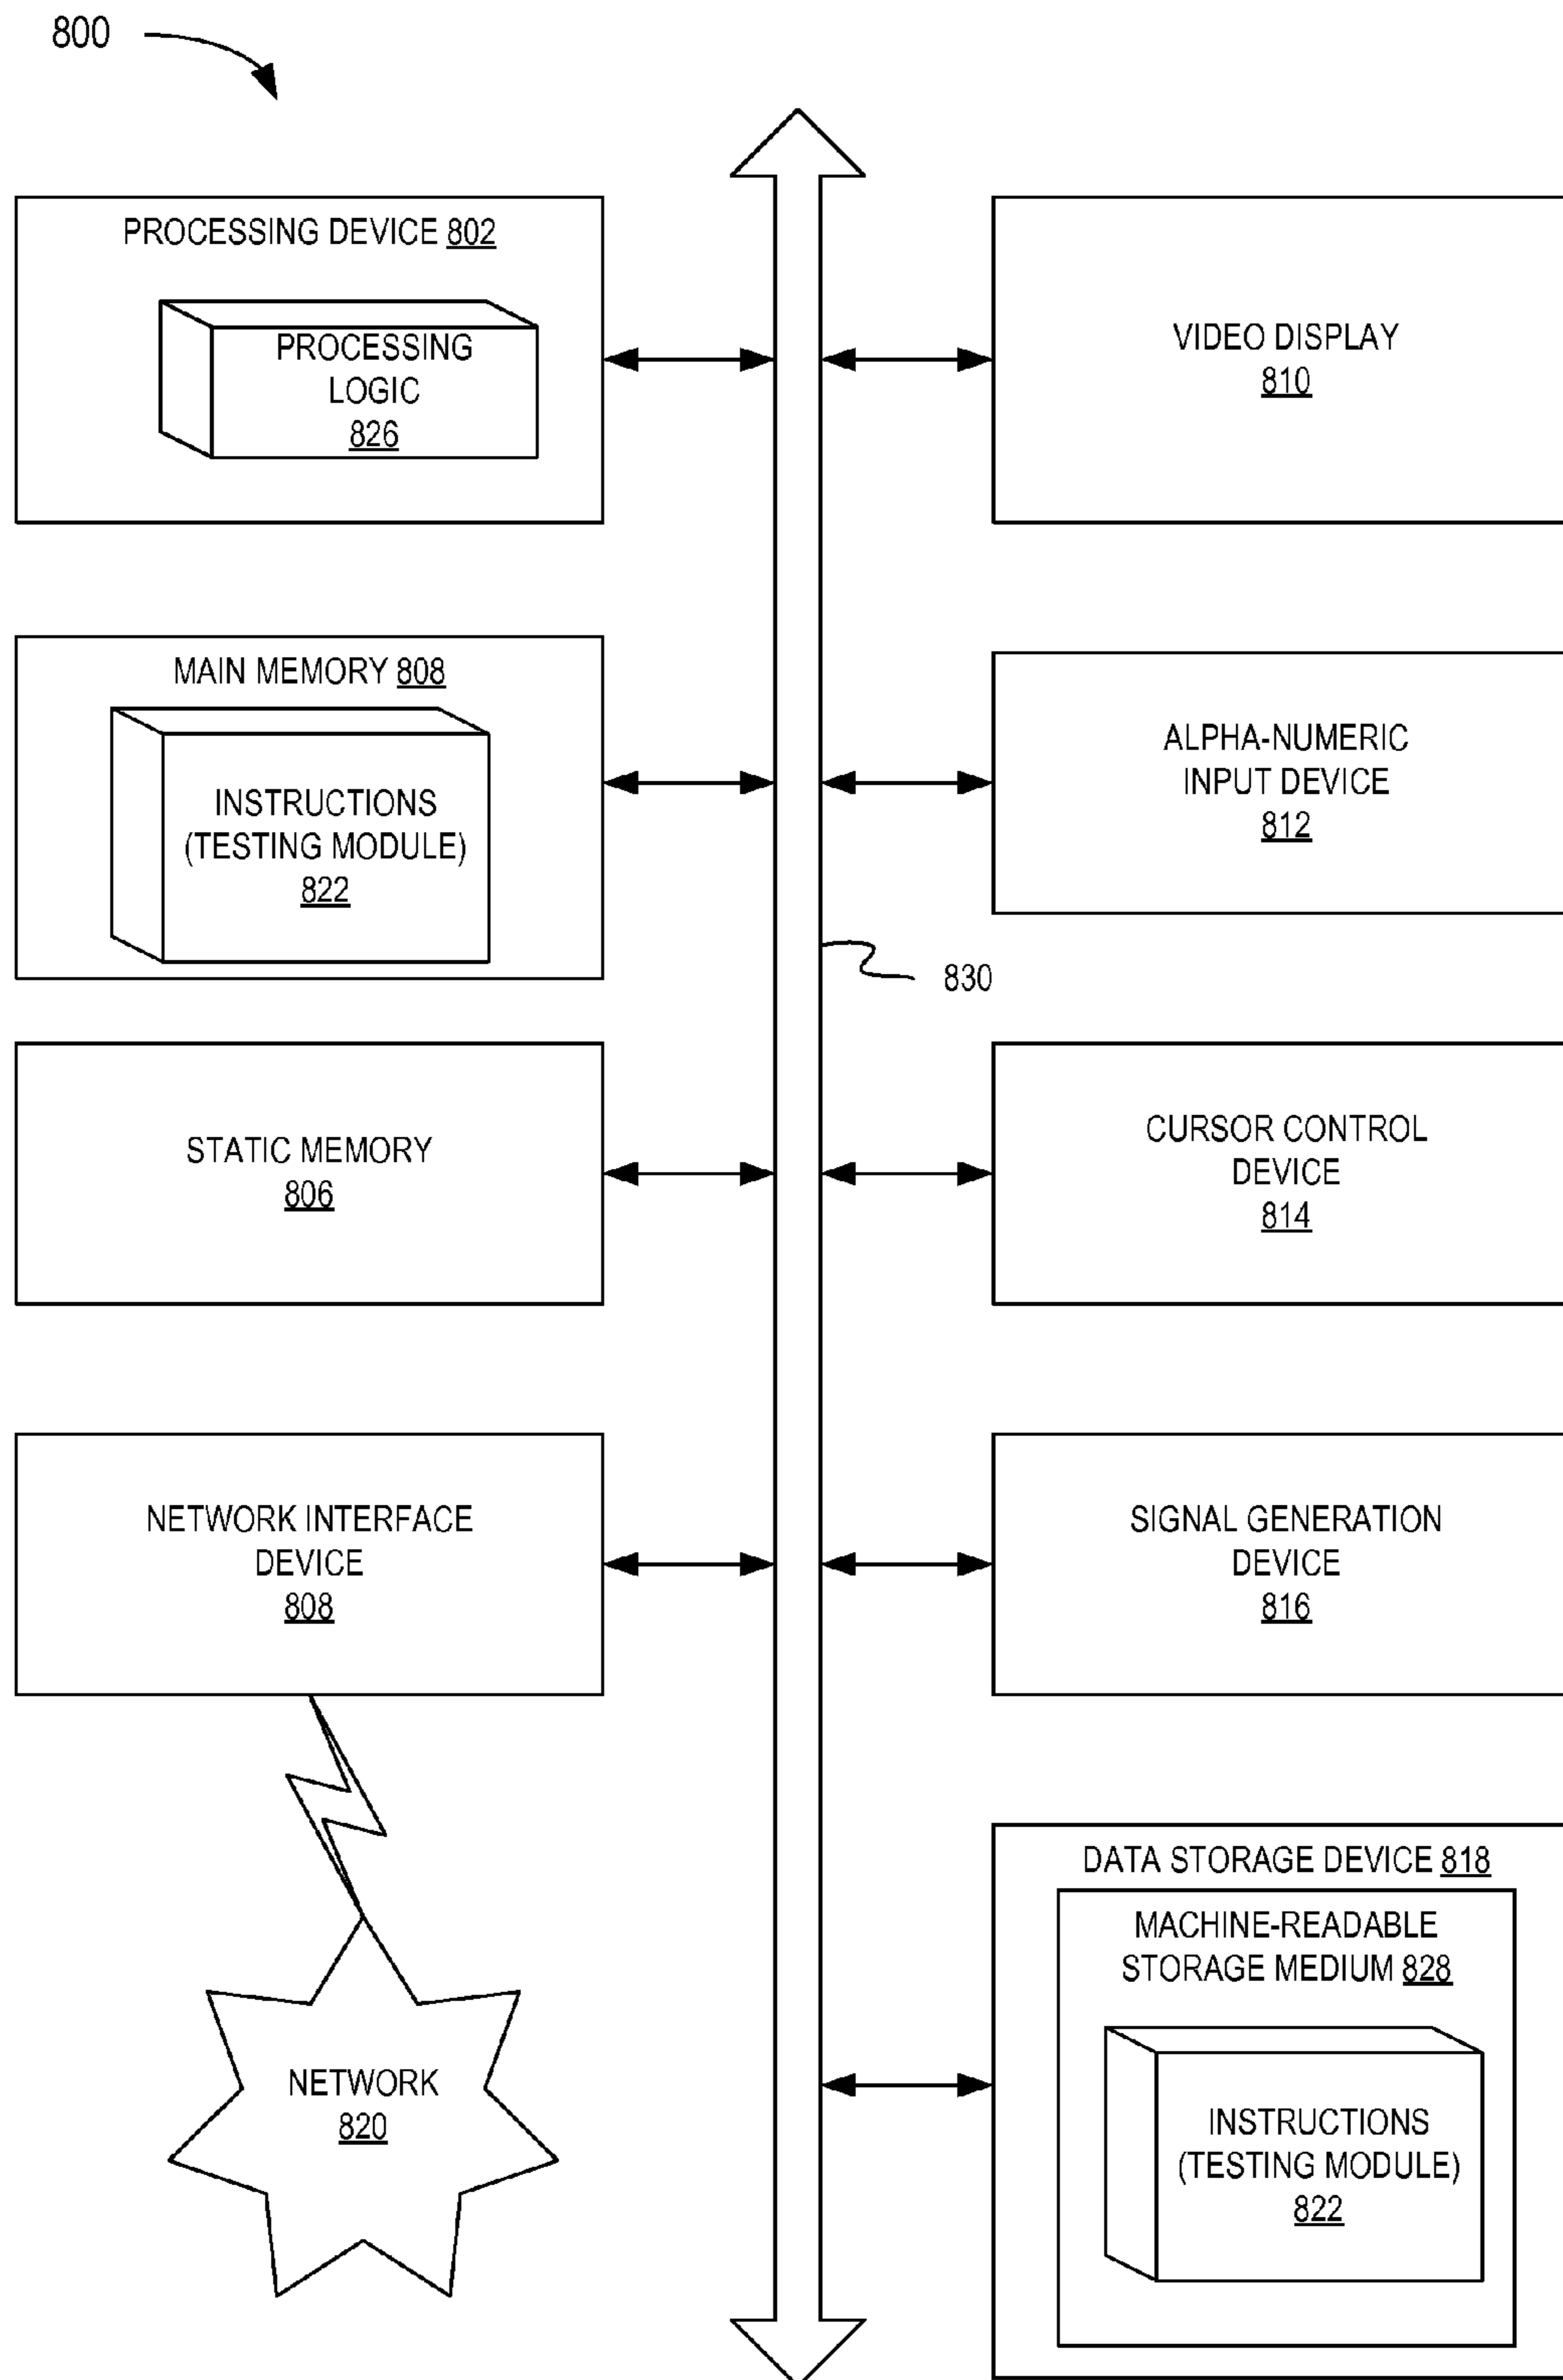 800
PROCESSING DEVICE 802
PROCESSING
LOGIC
826
VIDEO DISPLAY
810
MAIN MEMORY 808
INSTRUCTIONS
(TESTING MODULE)
822
ALPHA-NUMERIC
INPUT DEVICE
812
830
STATIC MEMORY
806
CURSOR CONTROL
DEVICE
814
NETWORK INTERFACE
DEVICE
808
SIGNAL GENERATION
DEVICE
816
NETWORK
820
DATA STORAGE DEVICE 818
MACHINE-READABLE
STORAGE MEDIUM 828
INSTRUCTIONS
(TESTING MODULE)
822